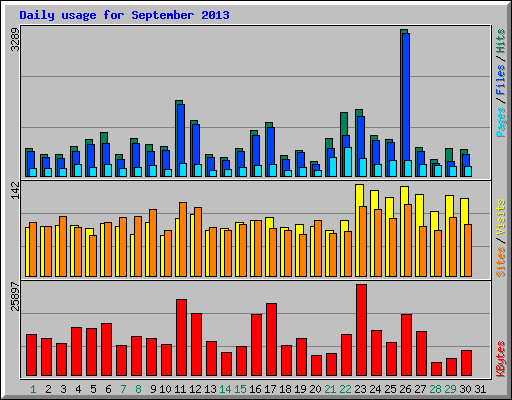 Daily usage for September 2013
3289
Pages / Files / Hits
142
Sites / Visits
25897
KBytes
1 2 3 4 5 6 7 8 9 10 11 12 13 14 15 16 17 18 19 20 21 22 23 24 25 26 27 28 29 30 31